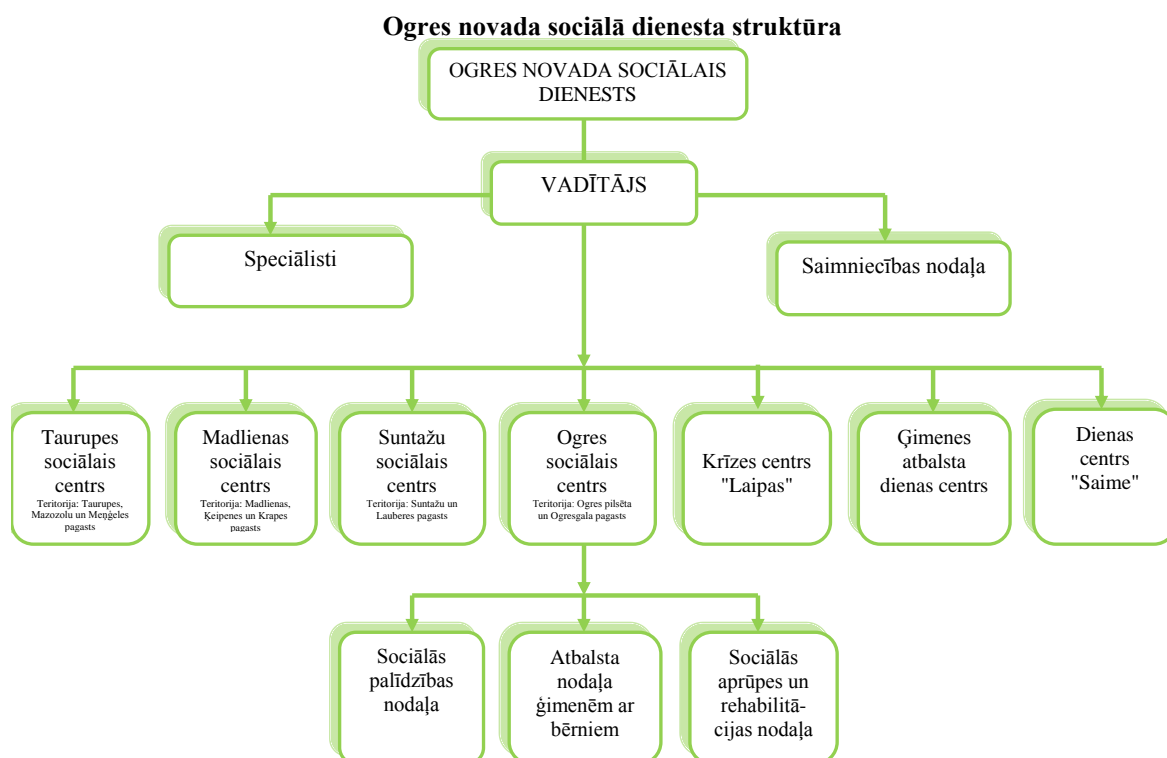 Ogres novada sociālā dienesta struktūra
OGRES NOVADA SOCIĀLAIS
DIENESTS
VADĪTĀJS
Speciālisti
Saimniecības nodaļa
Taurupes
sociālais
centrs
Teritorija: Taurupes,
Mazozolu un Meņģeles
pagasts
Madlienas
sociālais
centrs
Teritorija: Madlienas,
Ķeipenes un Krapes
pagasts
Suntažu
sociālais
centrs
Teritorija: Suntažu un
Lauberes pagasts
Ogres
sociālais
centrs
Teritorija: Ogres pilsēta
un Ogresgala pagasts
Krīzes centrs
"Laipas"
Ģimenes
atbalsta
dienas centrs
Dienas
centrs
"Saime"
Sociālās
palīdzības
nodaļa
Atbalsta
nodaļa
ģimenēm ar
bērniem
Sociālās
aprūpes un
rehabilitā-
cijas nodaļa